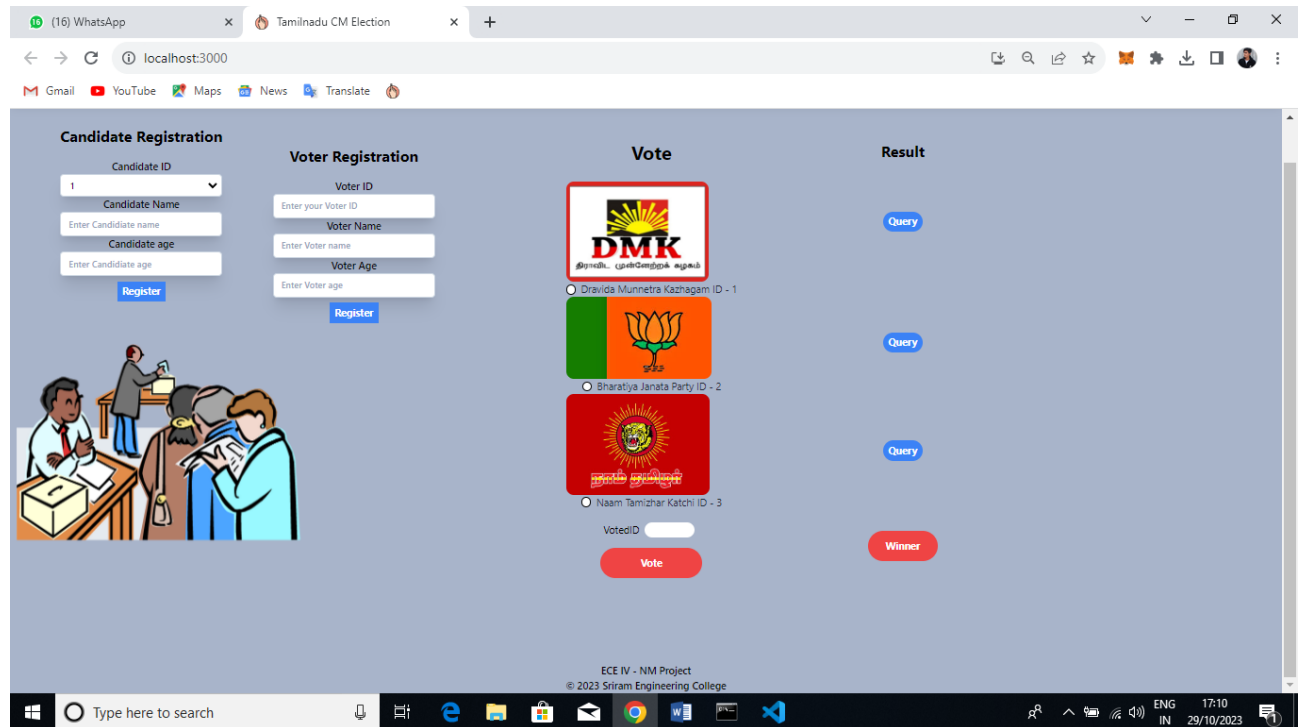 16
(16) WhatsApp
Tamilnadu CM Election
localhost:3000
Gmail
YouTube
Maps
News
Translate
Candidate Registration
Candidate ID
1
Candidate Name
Enter Candidiate name
Candidate age
Enter Candidiate age
Register
Voter Registration
Voter ID
Enter your Voter ID
Voter Name
Enter Voter name
Voter Age
Enter Voter age
Register
Vote
DMK
திராவிட முன்னேற்றக் கழகம்
Dravida Munnetra Kazhagam ID - 1
Bharatiya Janata Party ID - 2
நாம் தமிழர்
Naam Tamizhar Katchi ID - 3
VotedID
Vote
Result
Query
Query
Query
Winner
ECE IV - NM Project
© 2023 Sriram Engineering College
Type here to search
ENG
IN
17:10
29/10/2023
1